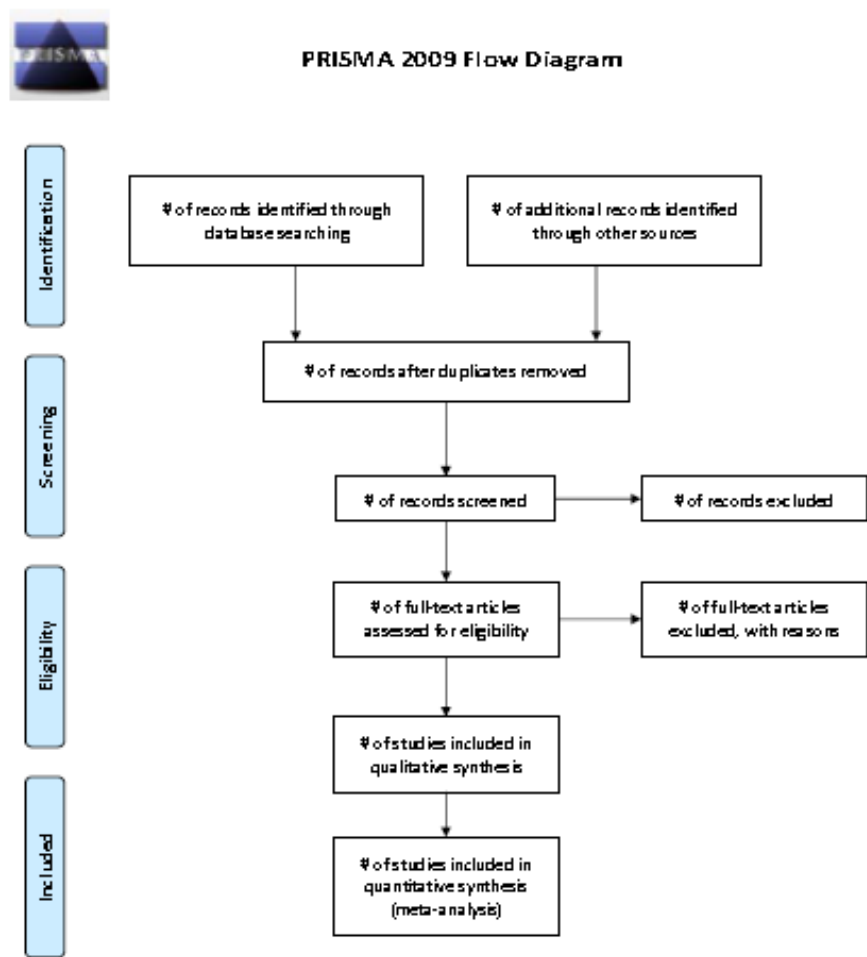 PRISMA
PRISMA 2009 Flow Diagram
Identification
# of records identified through
database searching
# of additional records identified
through other sources
Screening
# of records after duplicates removed
# of records screened
# of records excluded
Eligibility
# of full-text articles
assessed for eligibility
# of full-text articles
excluded, with reasons
# of studies included in
qualitative synthesis
Included
# of studies included in
quantitative synthesis
(meta-analysis)